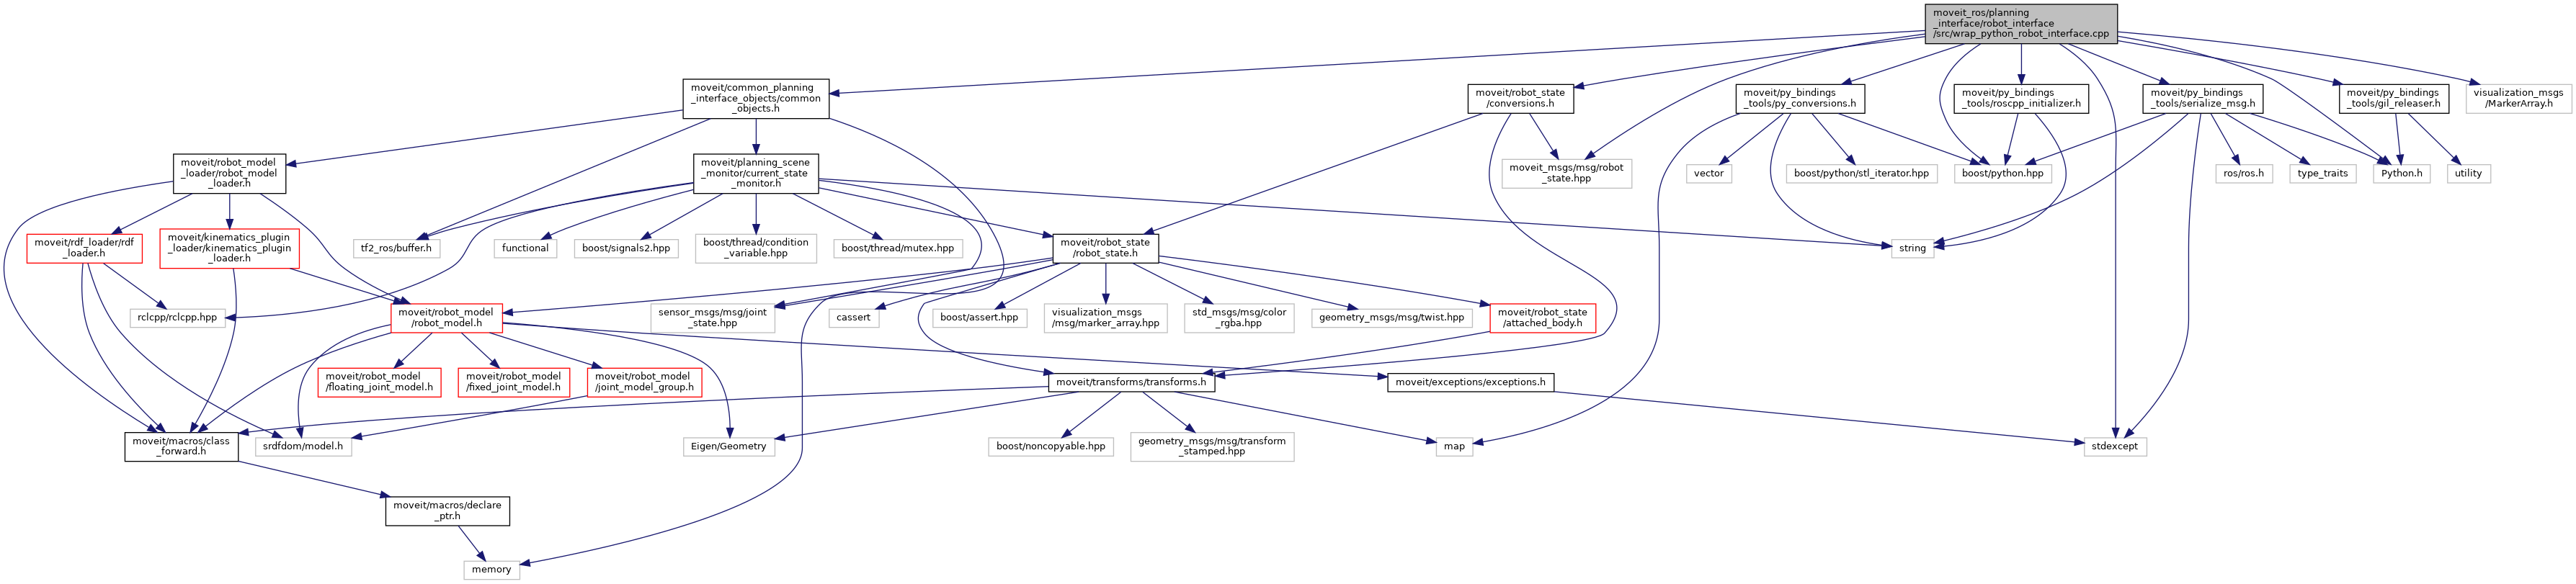 moveit_ros/planning
_interface/robot_interface
/src/wrap_python_robot_interface.cpp
moveit/common_planning
_interface_objects/common
_objects.h
moveit/robot_state
/conversions.h
moveit/py_bindings
_tools/py_conversions.h
moveit/py_bindings
_tools/roscpp_initializer.h
moveit/py_bindings
_tools/serialize_msg.h
moveit/py_bindings
_tools/gil_releaser.h
visualization_msgs
/MarkerArray.h
moveit/robot_model
_loader/robot_model
_loader.h
moveit/planning_scene
_monitor/current_state
_monitor.h
moveit_msgs/msg/robot
_state.hpp
vector
boost/python/stl_iterator.hpp
boost/python.hpp
ros/ros.h
type_traits
Python.h
utility
moveit/rdf_loader/rdf
_loader.h
moveit/kinematics_plugin
_loader/kinematics_plugin
_loader.h
tf2_ros/buffer.h
functional
boost/signals2.hpp
boost/thread/condition
_variable.hpp
boost/thread/mutex.hpp
moveit/robot_state
/robot_state.h
string
rclcpp/rclcpp.hpp
moveit/robot_model
/robot_model.h
sensor_msgs/msg/joint
_state.hpp
cassert
boost/assert.hpp
visualization_msgs
/msg/marker_array.hpp
std_msgs/msg/color
_rgba.hpp
geometry_msgs/msg/twist.hpp
moveit/robot_state
/attached_body.h
moveit/robot_model
/floating_joint_model.h
moveit/robot_model
/fixed_joint_model.h
moveit/robot_model
/joint_model_group.h
moveit/transforms/transforms.h
moveit/exceptions/exceptions.h
moveit/macros/class
_forward.h
srdfdom/model.h
Eigen/Geometry
boost/noncopyable.hpp
geometry_msgs/msg/transform
_stamped.hpp
map
stdexcept
moveit/macros/declare
_ptr.h
memory